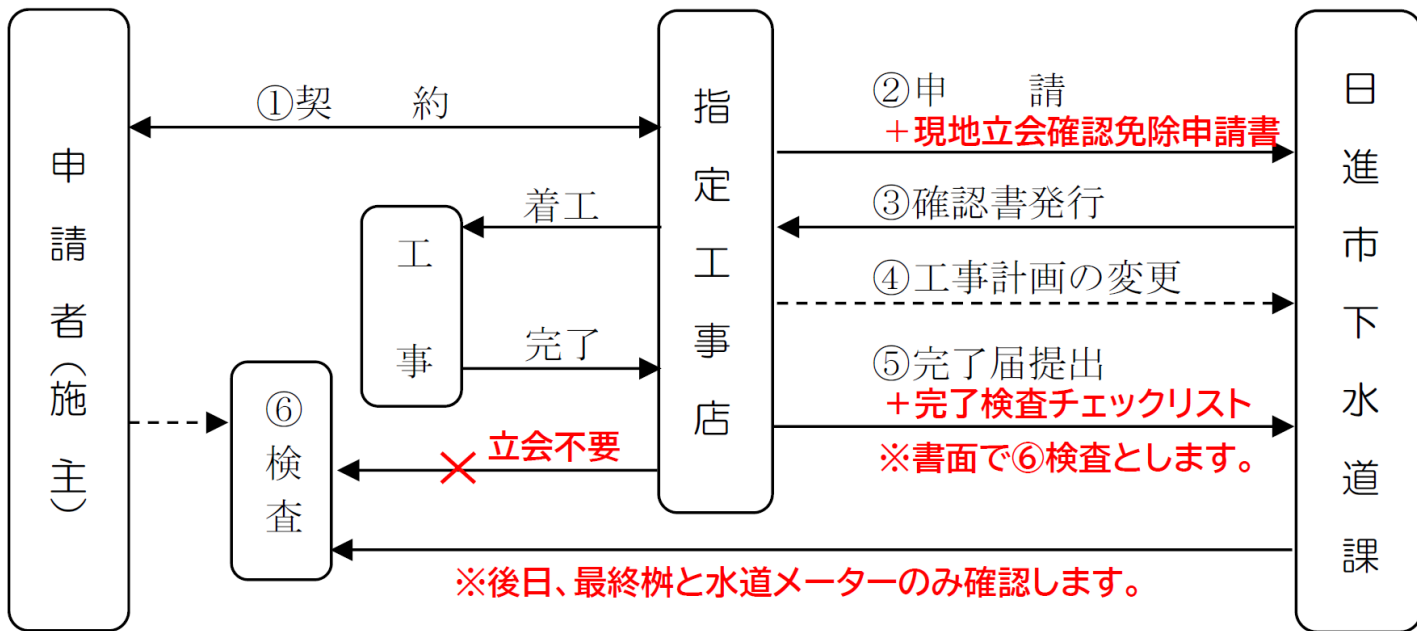 申請者(施主)
①契　約
指定工事店
②申　請
＋現地立会確認免除申請書
日進市下水道課
着工
③確認書発行
工事
④工事計画の変更
完了
⑤完了届提出
＋完了検査チェックリスト
※書面で⑥検査とします。
⑥検査
立会不要
※後日、最終桝と水道メーターのみ確認します。